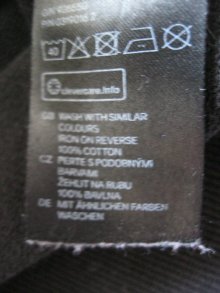 40
clevercare.info
GB WASH WITH SIMILAR
COLOURS
IRON ON REVERSE
100% COTTON
CZ PERTE S PODOBNÝMI
BARVAMI
ŽEHLIT NA RUBU
100% BAVLNA
DE MIT ÄHNLICHEN FARBEN
WASCHEN